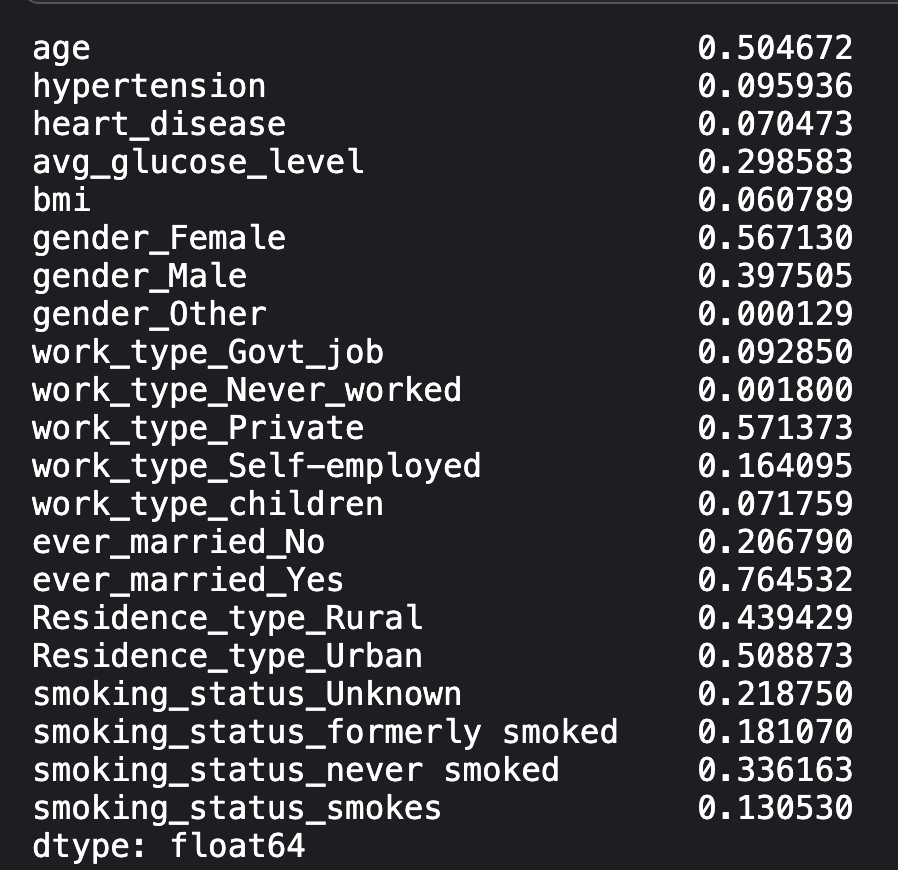 age 0.504672
hypertension 0.095936
heart_disease 0.070473
avg_glucose_level 0.298583
bmi 0.060789
gender_Female 0.567130
gender_Male 0.397505
gender_Other 0.000129
work_type_Govt_job 0.092850
work_type_Never_worked 0.001800
work_type_Private 0.571373
work_type_Self-employed 0.164095
work_type_children 0.071759
ever_married_No 0.206790
ever_married_Yes 0.764532
Residence_type_Rural 0.439429
Residence_type_Urban 0.508873
smoking_status_Unknown 0.218750
smoking_status_formerly smoked 0.181070
smoking_status_never smoked 0.336163
smoking_status_smokes 0.130530
dtype: float64